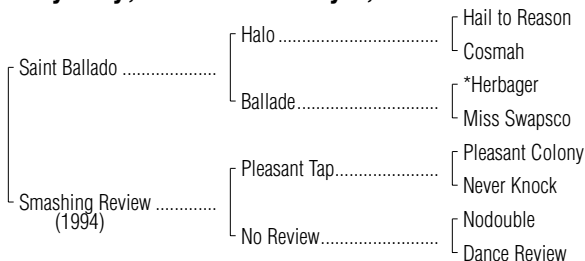 Hail to Reason
Halo
Cosmah
Saint Ballado
*Herbager
Ballade
Miss Swapsco
Pleasant Colony
Pleasant Tap
Never Knock
Smashing Review
(1994)
Nodouble
No Review
Dance Review